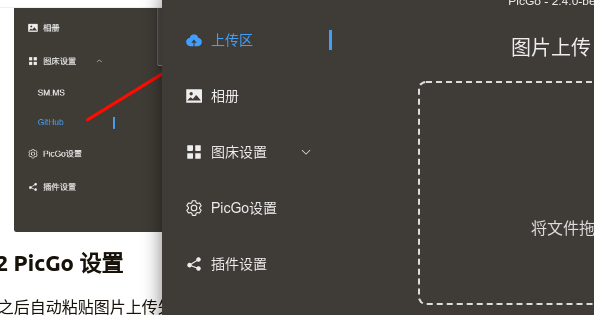 相册
图床设置
SM.MS
GitHub
PicGo设置
插件设置
2 PicGo 设置
之后自动粘贴图片上传
PicGo - 2.4.0-be
上传区
相册
图床设置
PicGo设置
插件设置
图片上传
将文件拖